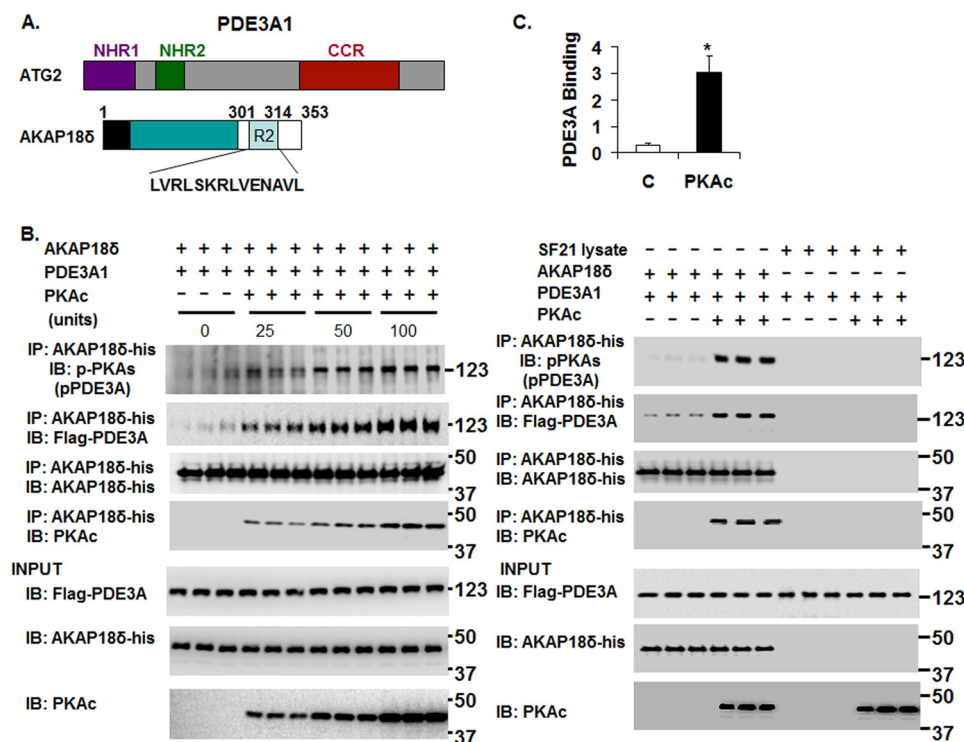 A.
PDE3A1
NHR1 NHR2 CCR
ATG2
1 301 314 353
AKAP18δ R2
LVRLSKRLVENAVL
C.
PDE3A Binding
4
3
2
1
0
*
C PKAc
B.
AKAP18δ + + + + + + + + + + + +
PDE3A1 + + + + + + + + + + + +
PKAc − − − + + + + + + + + +
(units) 0 25 50 100
IP: AKAP18δ-his
IB: p-PKAs
(pPDE3A)
123
IP: AKAP18δ-his
IB: Flag-PDE3A
123
IP: AKAP18δ-his
IB: AKAP18δ-his
50
37
IP: AKAP18δ-his
IB: PKAc
50
37
INPUT
IB: Flag-PDE3A
123
IB: AKAP18δ-his
50
37
IB: PKAc
50
37
SF21 lysate − − − − − − + + + + + +
AKAP18δ + + + + + + − − − − − −
PDE3A1 + + + + + + + + + + + +
PKAc − − − + + + − − − + + +
IP: AKAP18δ-his
IB: pPKAs
(pPDE3A)
123
IP: AKAP18δ-his
IB: Flag-PDE3A
123
IP: AKAP18δ-his
IB: AKAP18δ-his
50
37
IP: AKAP18δ-his
IB: PKAc
50
37
INPUT
IB: Flag-PDE3A
123
IB: AKAP18δ-his
50
37
IB: PKAc
50
37